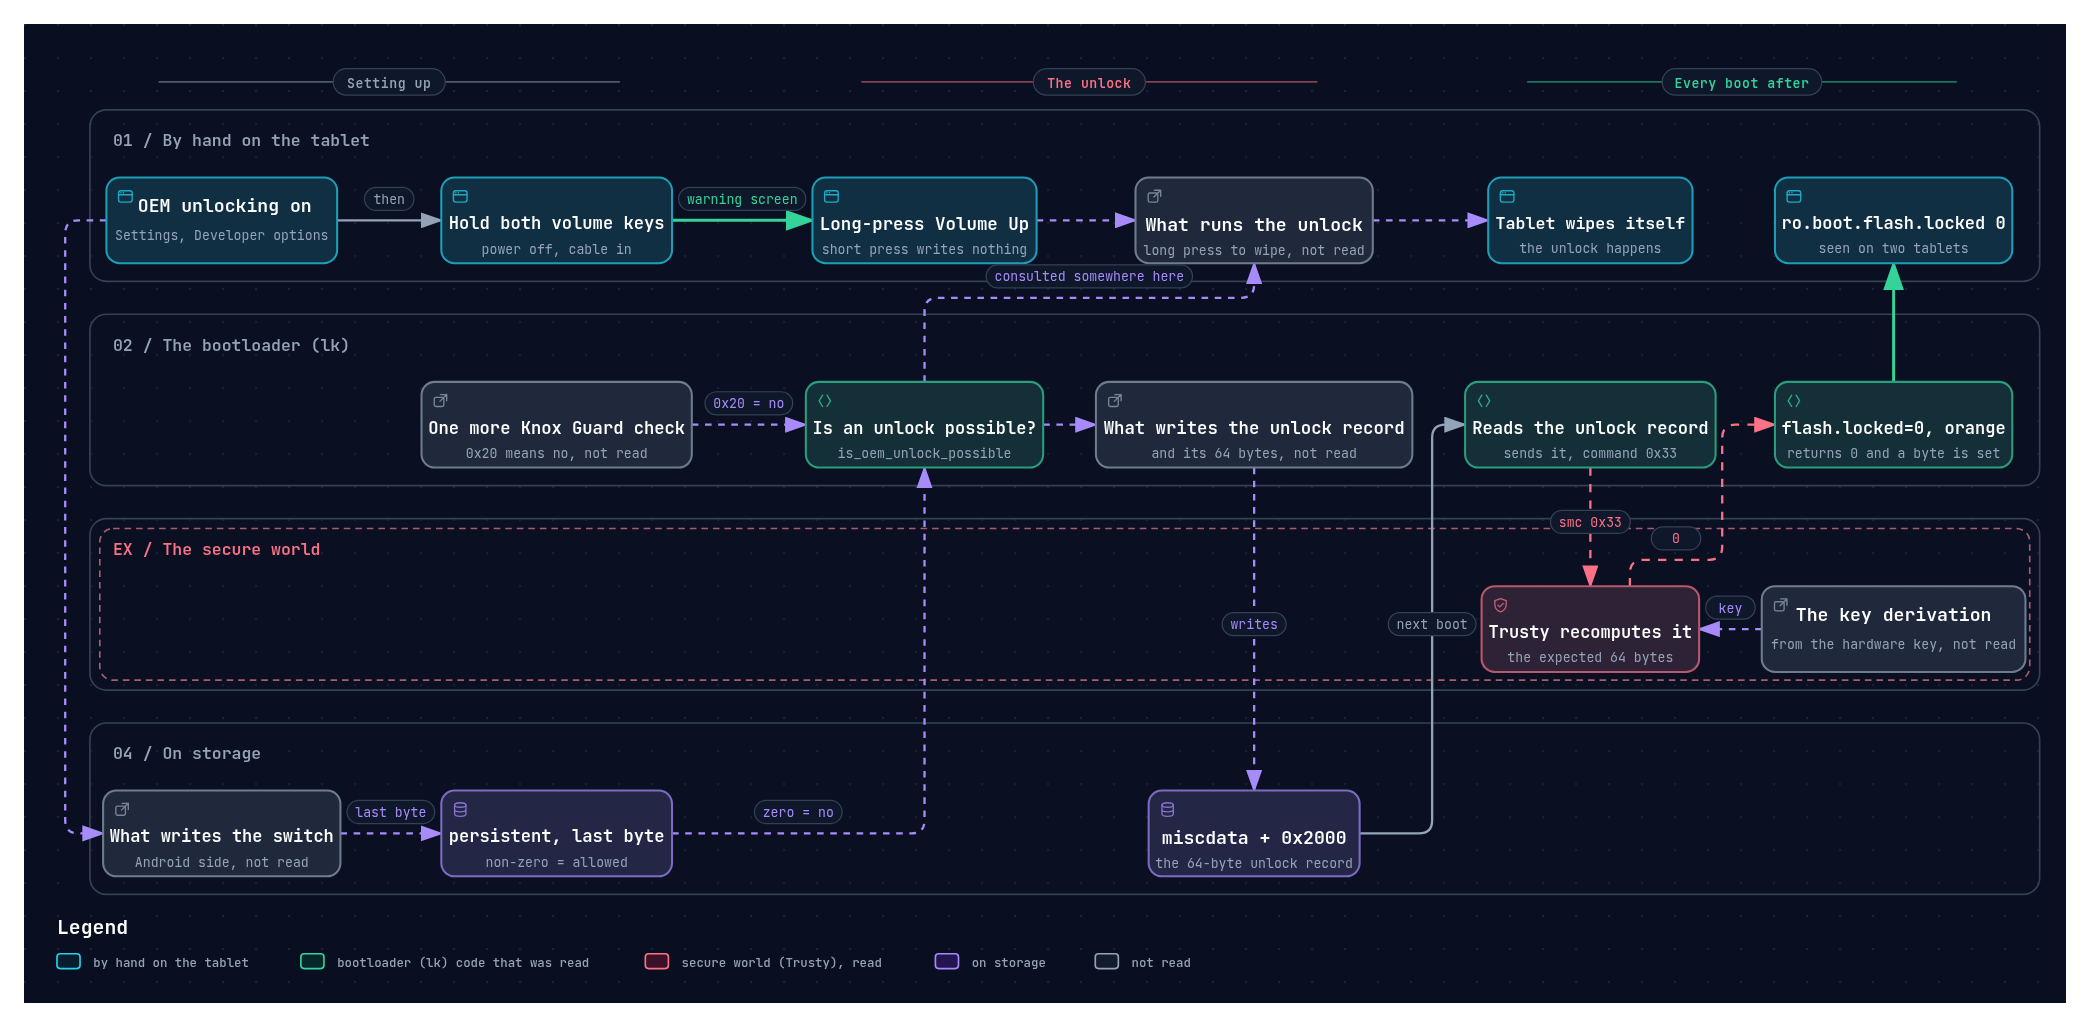 Setting up
The unlock
Every boot after
01 / By hand on the tablet
OEM unlocking on
Settings, Developer options
then
Hold both volume keys
power off, cable in
warning screen
Long-press Volume Up
short press writes nothing
What runs the unlock
long press to wipe, not read
Tablet wipes itself
the unlock happens
ro.boot.flash.locked 0
seen on two tablets
consulted somewhere here
02 / The bootloader (lk)
One more Knox Guard check
0x20 means no, not read
0x20 = no
Is an unlock possible?
is_oem_unlock_possible
What writes the unlock record
and its 64 bytes, not read
Reads the unlock record
sends it, command 0x33
flash.locked=0, orange
returns 0 and a byte is set
EX / The secure world
smc 0x33
0
writes
next boot
Trusty recomputes it
the expected 64 bytes
key
The key derivation
from the hardware key, not read
04 / On storage
What writes the switch
Android side, not read
last byte
persistent, last byte
non-zero = allowed
zero = no
miscdata + 0x2000
the 64-byte unlock record
Legend
by hand on the tablet
bootloader (lk) code that was read
secure world (Trusty), read
on storage
not read